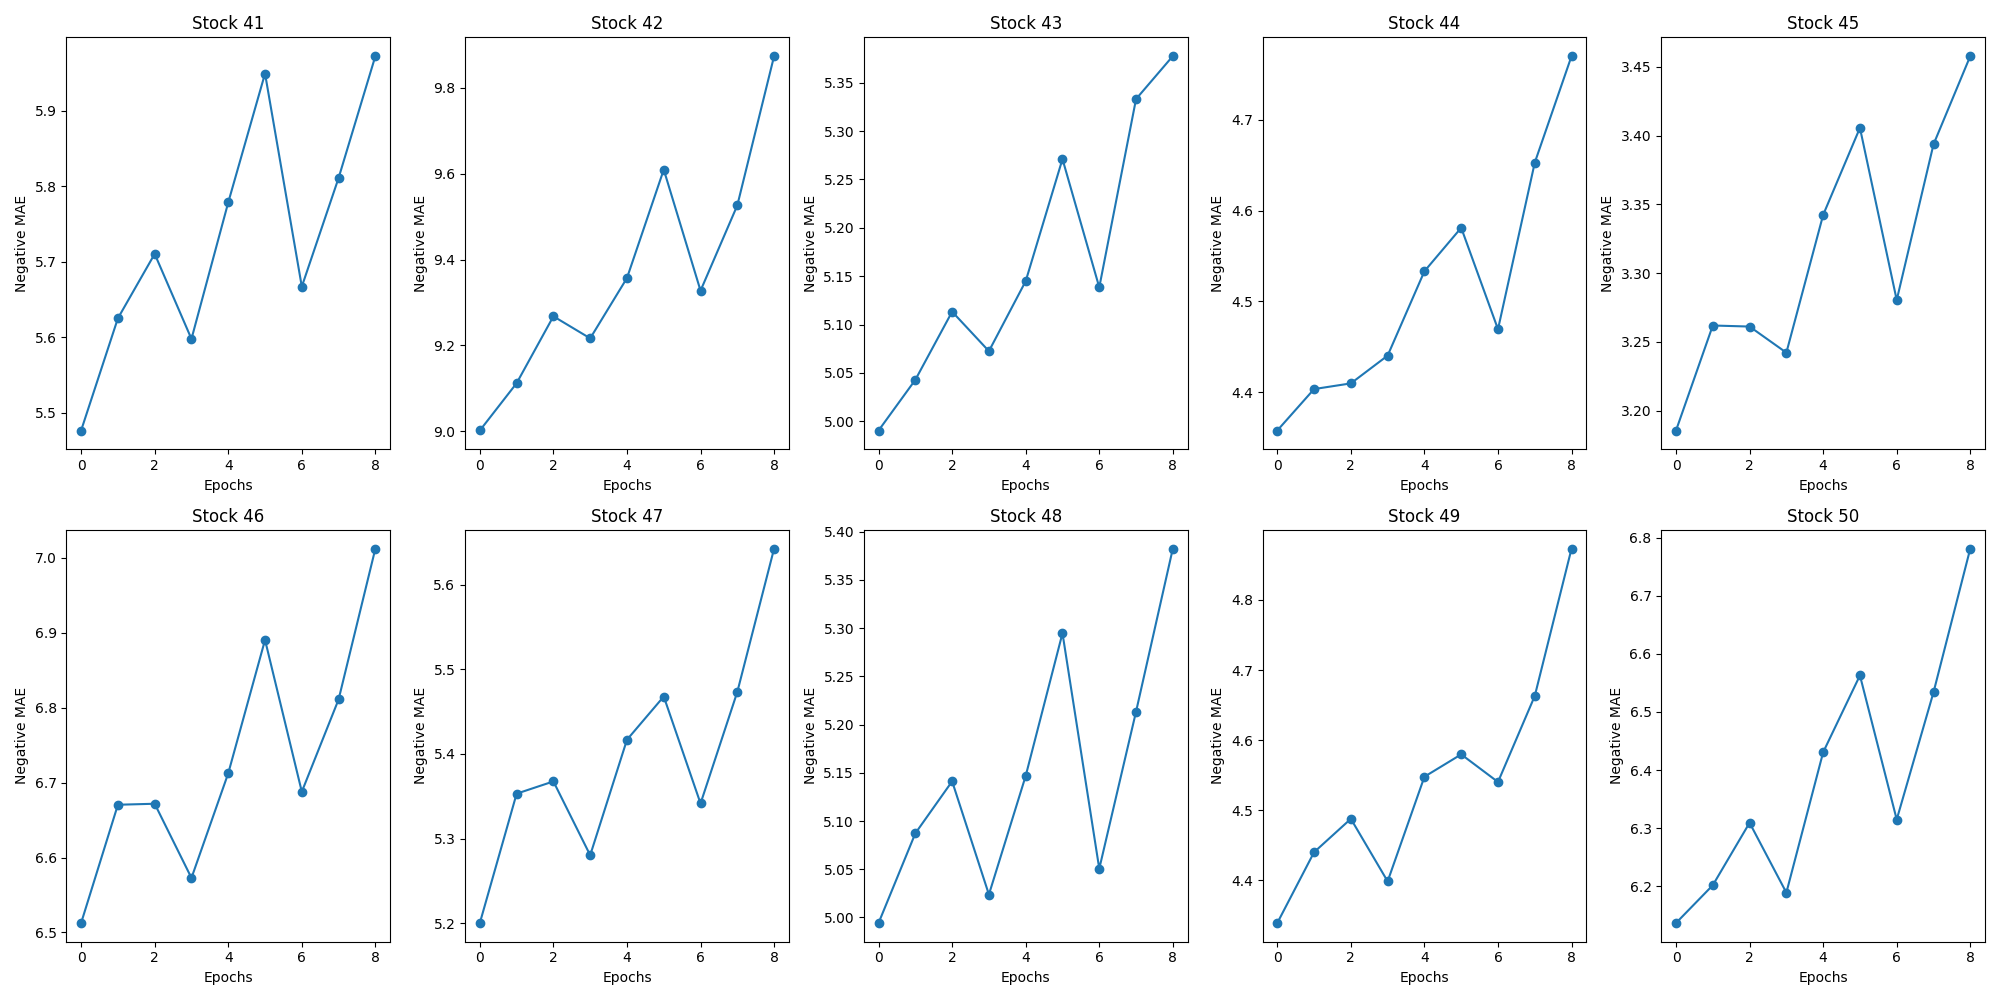 Stock 41
Negative MAE
5.9
5.8
5.7
5.6
5.5
0 2 4 6 8
Epochs
Stock 42
Negative MAE
9.8
9.6
9.4
9.2
9.0
0 2 4 6 8
Epochs
Stock 43
Negative MAE
5.35
5.30
5.25
5.20
5.15
5.10
5.05
5.00
0 2 4 6 8
Epochs
Stock 44
Negative MAE
4.7
4.6
4.5
4.4
0 2 4 6 8
Epochs
Stock 45
Negative MAE
3.45
3.40
3.35
3.30
3.25
3.20
0 2 4 6 8
Epochs
Stock 46
Negative MAE
7.0
6.9
6.8
6.7
6.6
6.5
0 2 4 6 8
Epochs
Stock 47
Negative MAE
5.6
5.5
5.4
5.3
5.2
0 2 4 6 8
Epochs
Stock 48
Negative MAE
5.40
5.35
5.30
5.25
5.20
5.15
5.10
5.05
5.00
0 2 4 6 8
Epochs
Stock 49
Negative MAE
4.8
4.7
4.6
4.5
4.4
0 2 4 6 8
Epochs
Stock 50
Negative MAE
6.8
6.7
6.6
6.5
6.4
6.3
6.2
0 2 4 6 8
Epochs